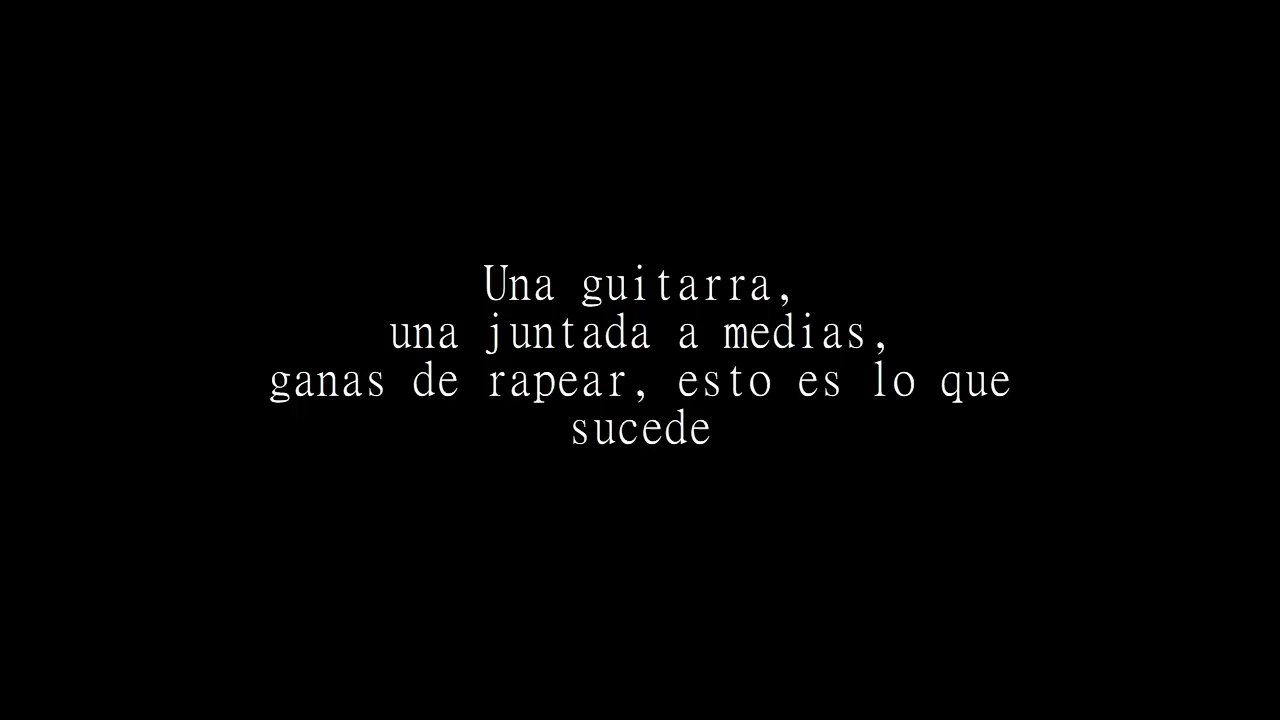 Una guitarra,
una juntada a medias,
ganas de rapear, esto es lo que
sucede